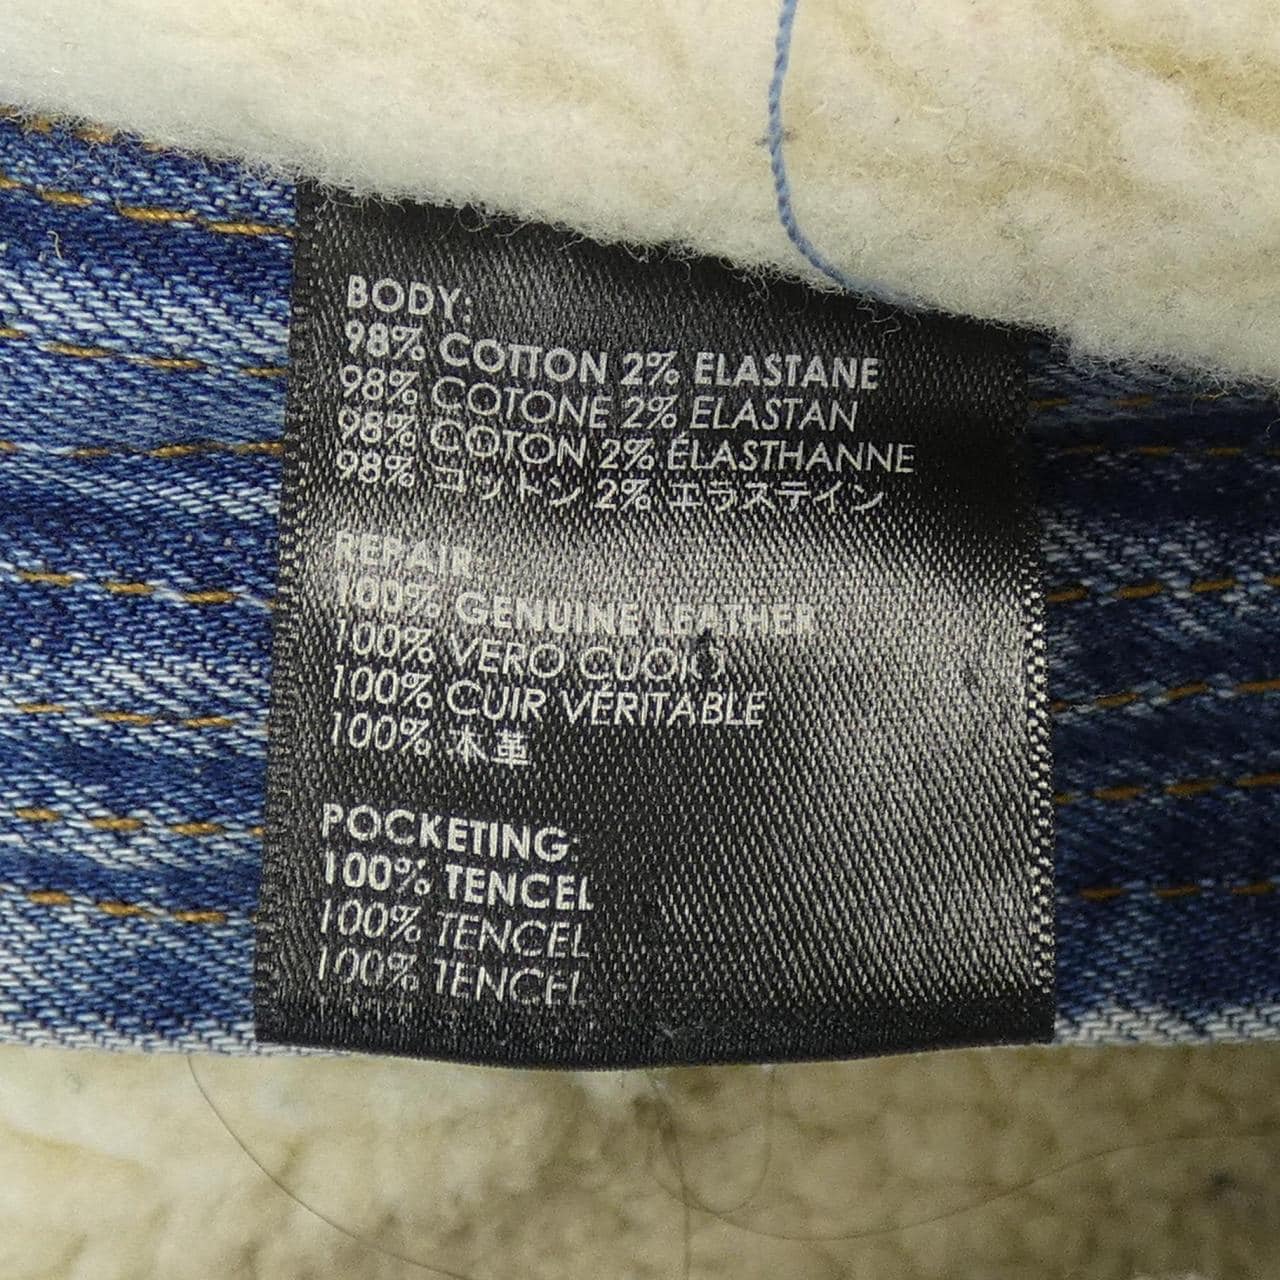 BODY:
98% COTTON 2% ELASTANE
98% COTONE 2% ELASTAN
98% COTON 2% ÉLASTHANNE
98% コットン 2% エラステイン
REPAIR:
100% GENUINE LEATHER
100% VERO CUOIO
100% CUIR VÉRITABLE
100% 本革
POCKETING:
100% TENCEL
100% TENCEL
100% TENCEL